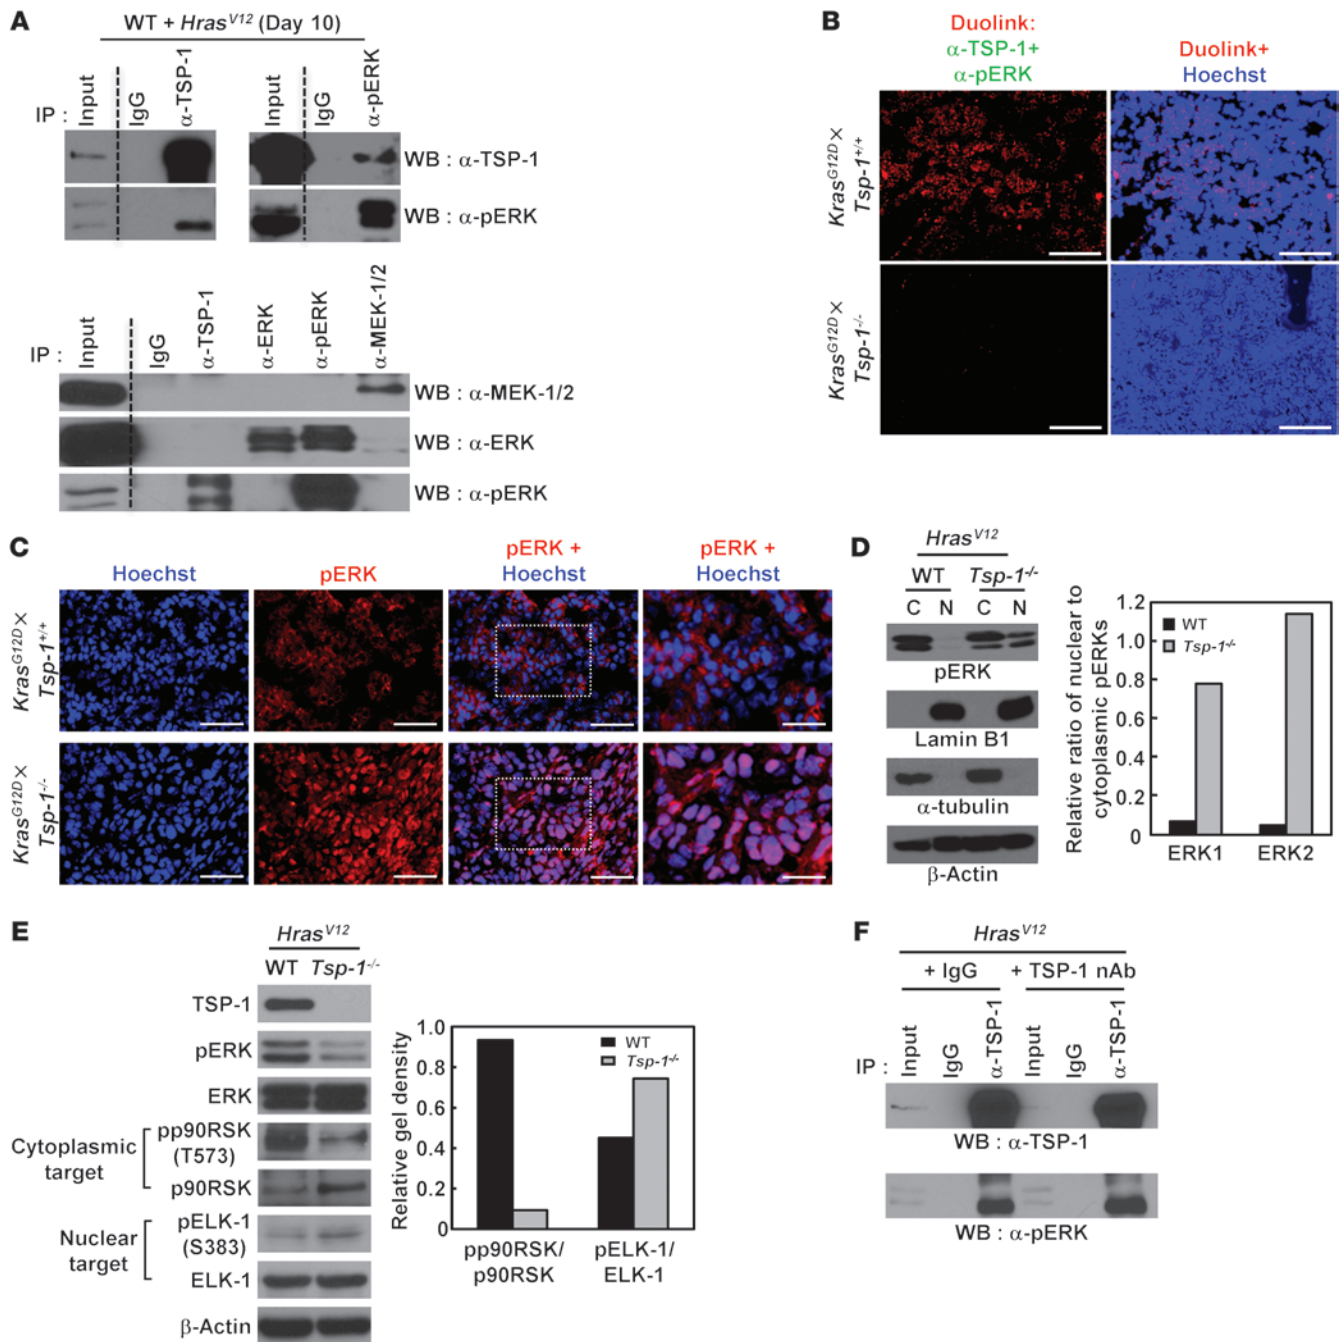 A
WT + Hras^V12 (Day 10)
IP : Input IgG α-TSP-1 Input IgG α-pERK
WB : α-TSP-1
WB : α-pERK
IP : Input IgG α-TSP-1 α-ERK α-pERK α-MEK-1/2
WB : α-MEK-1/2
WB : α-ERK
WB : α-pERK
B
Duolink:
α-TSP-1+
α-pERK
Duolink+
Hoechst
Kras^G12D ×
Tsp-1^+/+
Kras^G12D ×
Tsp-1^-/-
C
Hoechst
pERK
pERK +
Hoechst
pERK +
Hoechst
Kras^G12D ×
Tsp-1^+/+
Kras^G12D ×
Tsp-1^-/-
D
Hras^V12
WT Tsp-1^-/-
C N C N
pERK
Lamin B1
α-tubulin
β-Actin
Relative ratio of nuclear to
cytoplasmic pERKs
1.2
1.0
0.8
0.6
0.4
0.2
0
WT
Tsp-1^-/-
ERK1 ERK2
E
Hras^V12
WT Tsp-1^-/-
TSP-1
pERK
ERK
Cytoplasmic
target
pp90RSK
(T573)
p90RSK
Nuclear
target
pELK-1
(S383)
ELK-1
β-Actin
Relative gel density
1.0
0.8
0.6
0.4
0.2
0
WT
Tsp-1^-/-
pp90RSK/
p90RSK
pELK-1/
ELK-1
F
Hras^V12
+ IgG + TSP-1 nAb
IP : Input IgG α-TSP-1 Input IgG α-TSP-1
WB : α-TSP-1
WB : α-pERK